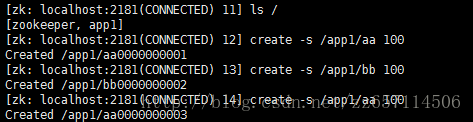 [zk: localhost:2181(CONNECTED) 11] ls /
[zookeeper, app1]
[zk: localhost:2181(CONNECTED) 12] create -s /app1/aa 100
Created /app1/aa0000000001
[zk: localhost:2181(CONNECTED) 13] create -s /app1/bb 100
Created /app1/bb0000000002
[zk: localhost:2181(CONNECTED) 14] create -s /app1/aa 100
Created /app1/aa0000000003
http://blog.csdn.net/zz657114506